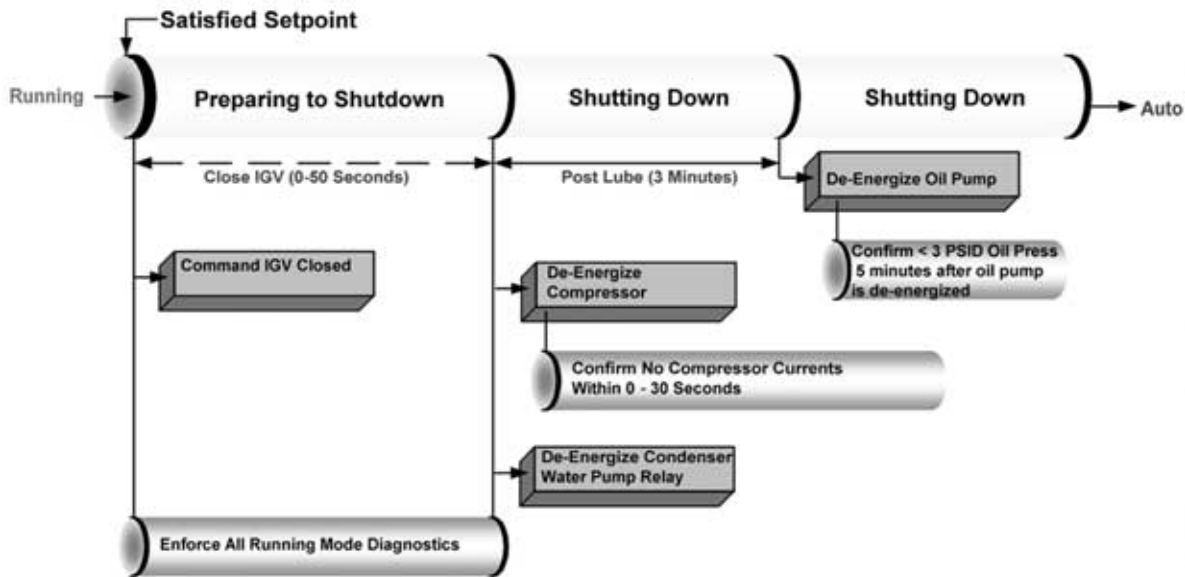 Satisfied Setpoint
Running
Preparing to Shutdown
Shutting Down
Shutting Down
Auto
Close IGV (0-50 Seconds)
Post Lube (3 Minutes)
De-Energize Oil Pump
Confirm < 3 PSID Oil Press
5 minutes after oil pump
is de-energized
Command IGV Closed
De-Energize
Compressor
Confirm No Compressor Currents
Within 0 - 30 Seconds
De-Energize Condenser
Water Pump Relay
Enforce All Running Mode Diagnostics